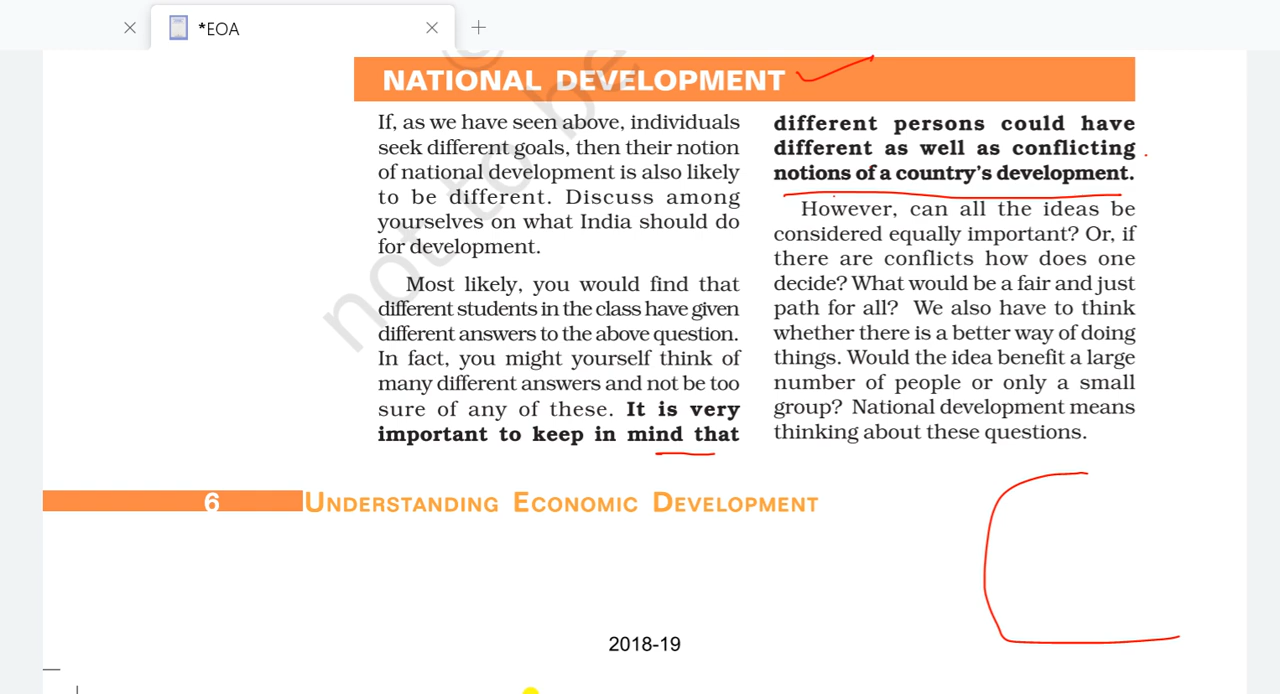 *EOA
NATIONAL DEVELOPMENT
If, as we have seen above, individuals
seek different goals, then their notion
of national development is also likely
to be different. Discuss among
yourselves on what India should do
for development.
Most likely, you would find that
different students in the class have given
different answers to the above question.
In fact, you might yourself think of
many different answers and not be too
sure of any of these. It is very
important to keep in mind that
different persons could have
different as well as conflicting
notions of a country's development.
However, can all the ideas be
considered equally important? Or, if
there are conflicts how does one
decide? What would be a fair and just
path for all? We also have to think
whether there is a better way of doing
things. Would the idea benefit a large
number of people or only a small
group? National development means
thinking about these questions.
not to be
6 UNDERSTANDING ECONOMIC DEVELOPMENT
2018-19